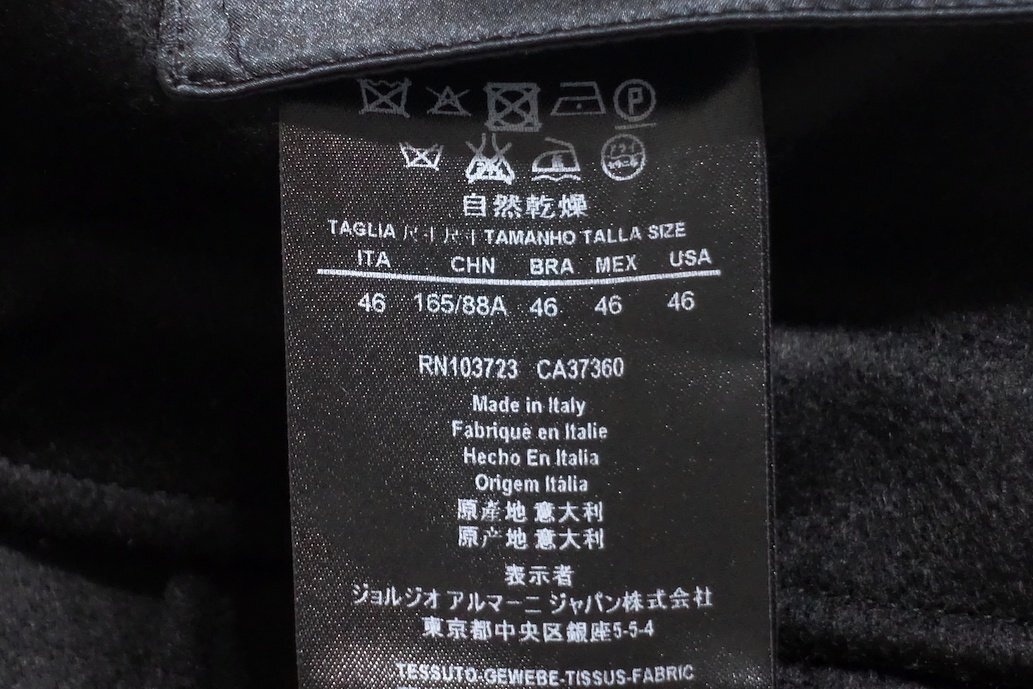 P
自然乾燥
TAGLIA 尺寸 尺寸 TAMANHO TALLA SIZE
ITA CHN BRA MEX USA
46 165/88A 46 46 46
RN103723 CA37360
Made in Italy
Fabriqué en Italie
Hecho En Italia
Origem Itália
原產地 意大利
原产地 意大利
表示者
ジョルジオ アルマーニ ジャパン株式会社
東京都中央区銀座5-5-4
TESSUTO-GEWEBE-TISSUS-FABRIC